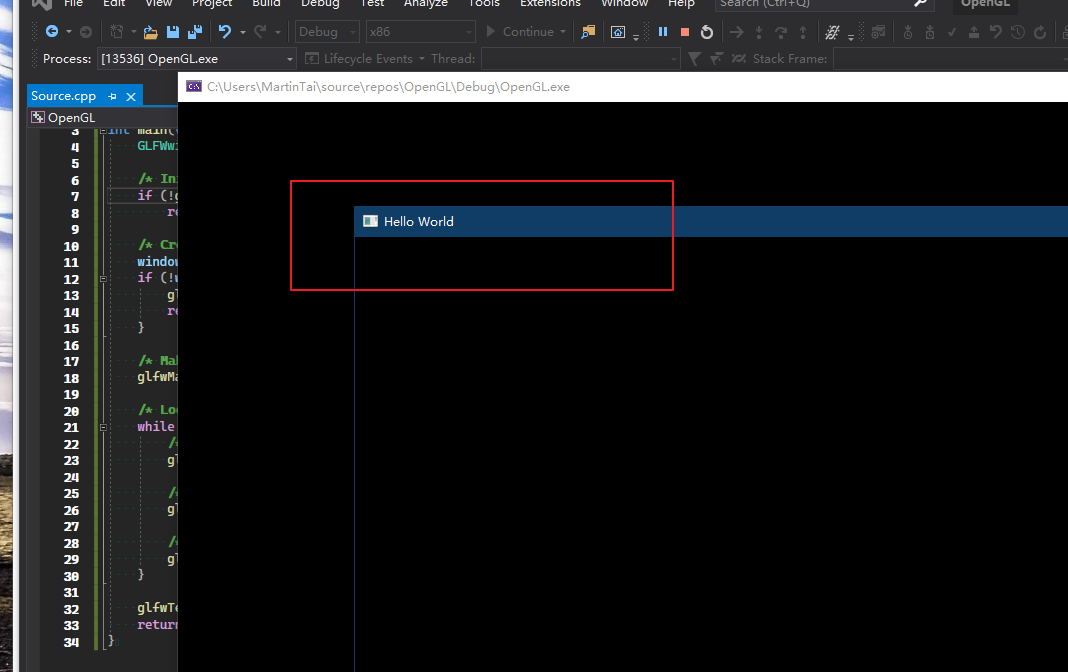 File Edit View Project Build Debug Test Analyze Tools Extensions Window Help Search (Ctrl+Q) OpenGL
Debug x86 Continue
Process: [13536] OpenGL.exe Lifecycle Events Thread: Stack Frame:
C:\Users\MartinTai\source\repos\OpenGL\Debug\OpenGL.exe
Source.cpp
OpenGL
3 int main(
4 GLFWwi
5
6 /* In
7 if (!g
8 re
9
10 /* Cr
11 window
12 if (!w
13 gl
14 re
15 }
16
17 /* Mak
18 glfwMa
19
20 /* Loo
21 while
22 /*
23 gl
24
25 /*
26 gl
27
28 /*
29 gl
30 }
31
32 glfwTe
33 return
34 }
Hello World